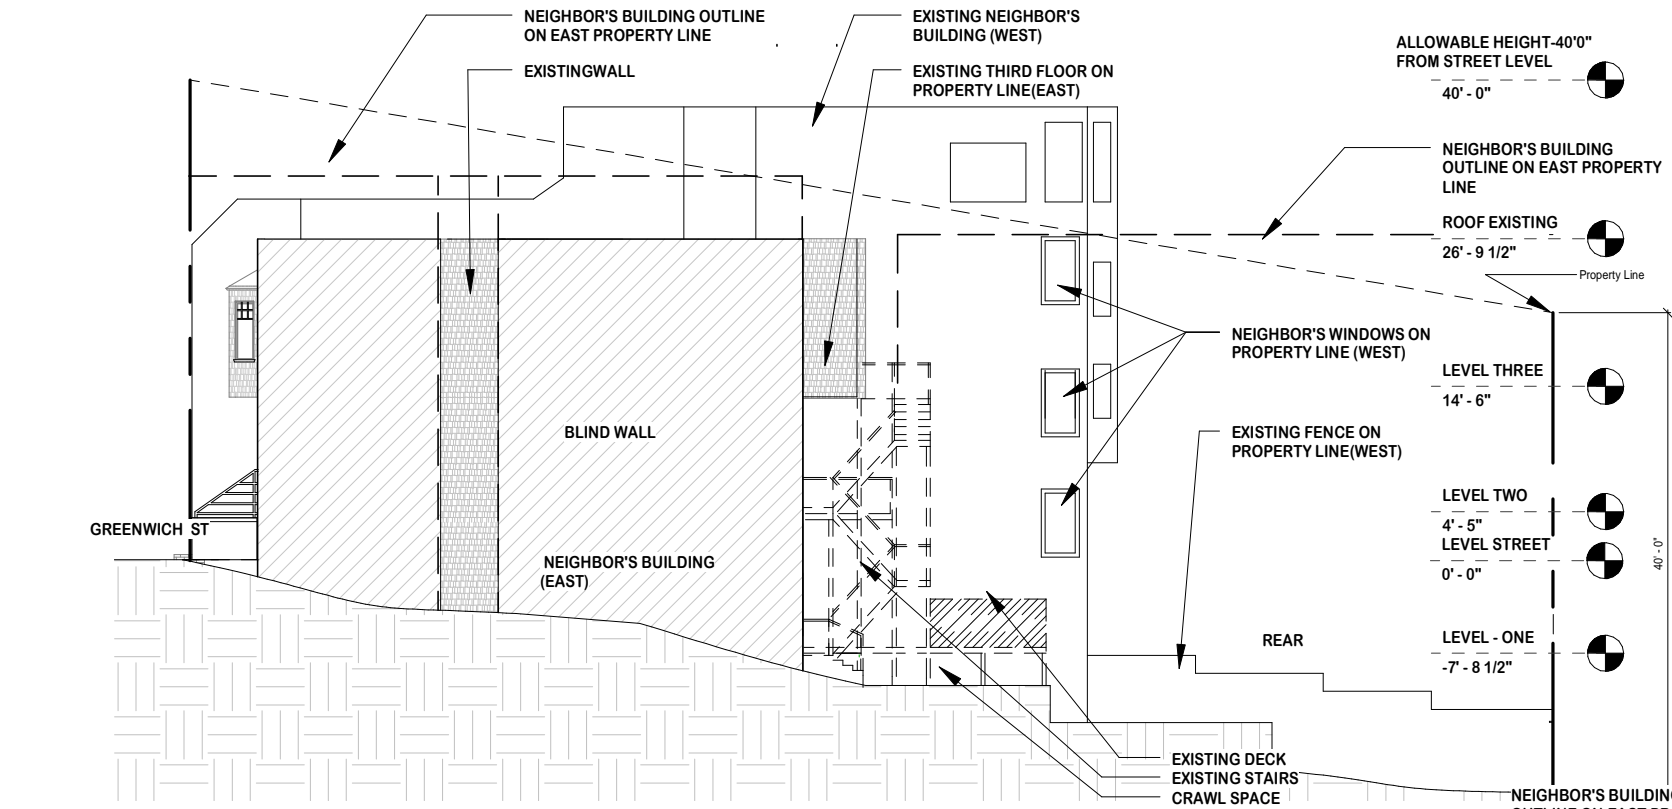 NEIGHBOR'S BUILDING OUTLINE
ON EAST PROPERTY LINE
EXISTINGWALL
EXISTING NEIGHBOR'S
BUILDING (WEST)
EXISTING THIRD FLOOR ON
PROPERTY LINE(EAST)
ALLOWABLE HEIGHT-40'0"
FROM STREET LEVEL
40' - 0"
NEIGHBOR'S BUILDING
OUTLINE ON EAST PROPERTY
LINE
ROOF EXISTING
26' - 9 1/2"
Property Line
NEIGHBOR'S WINDOWS ON
PROPERTY LINE (WEST)
LEVEL THREE
14' - 6"
EXISTING FENCE ON
PROPERTY LINE(WEST)
BLIND WALL
LEVEL TWO
4' - 5"
GREENWICH ST
LEVEL STREET
0' - 0"
40' - 0"
NEIGHBOR'S BUILDING
(EAST)
REAR
LEVEL - ONE
-7' - 8 1/2"
EXISTING DECK
EXISTING STAIRS
CRAWL SPACE
NEIGHBOR'S BUILDING